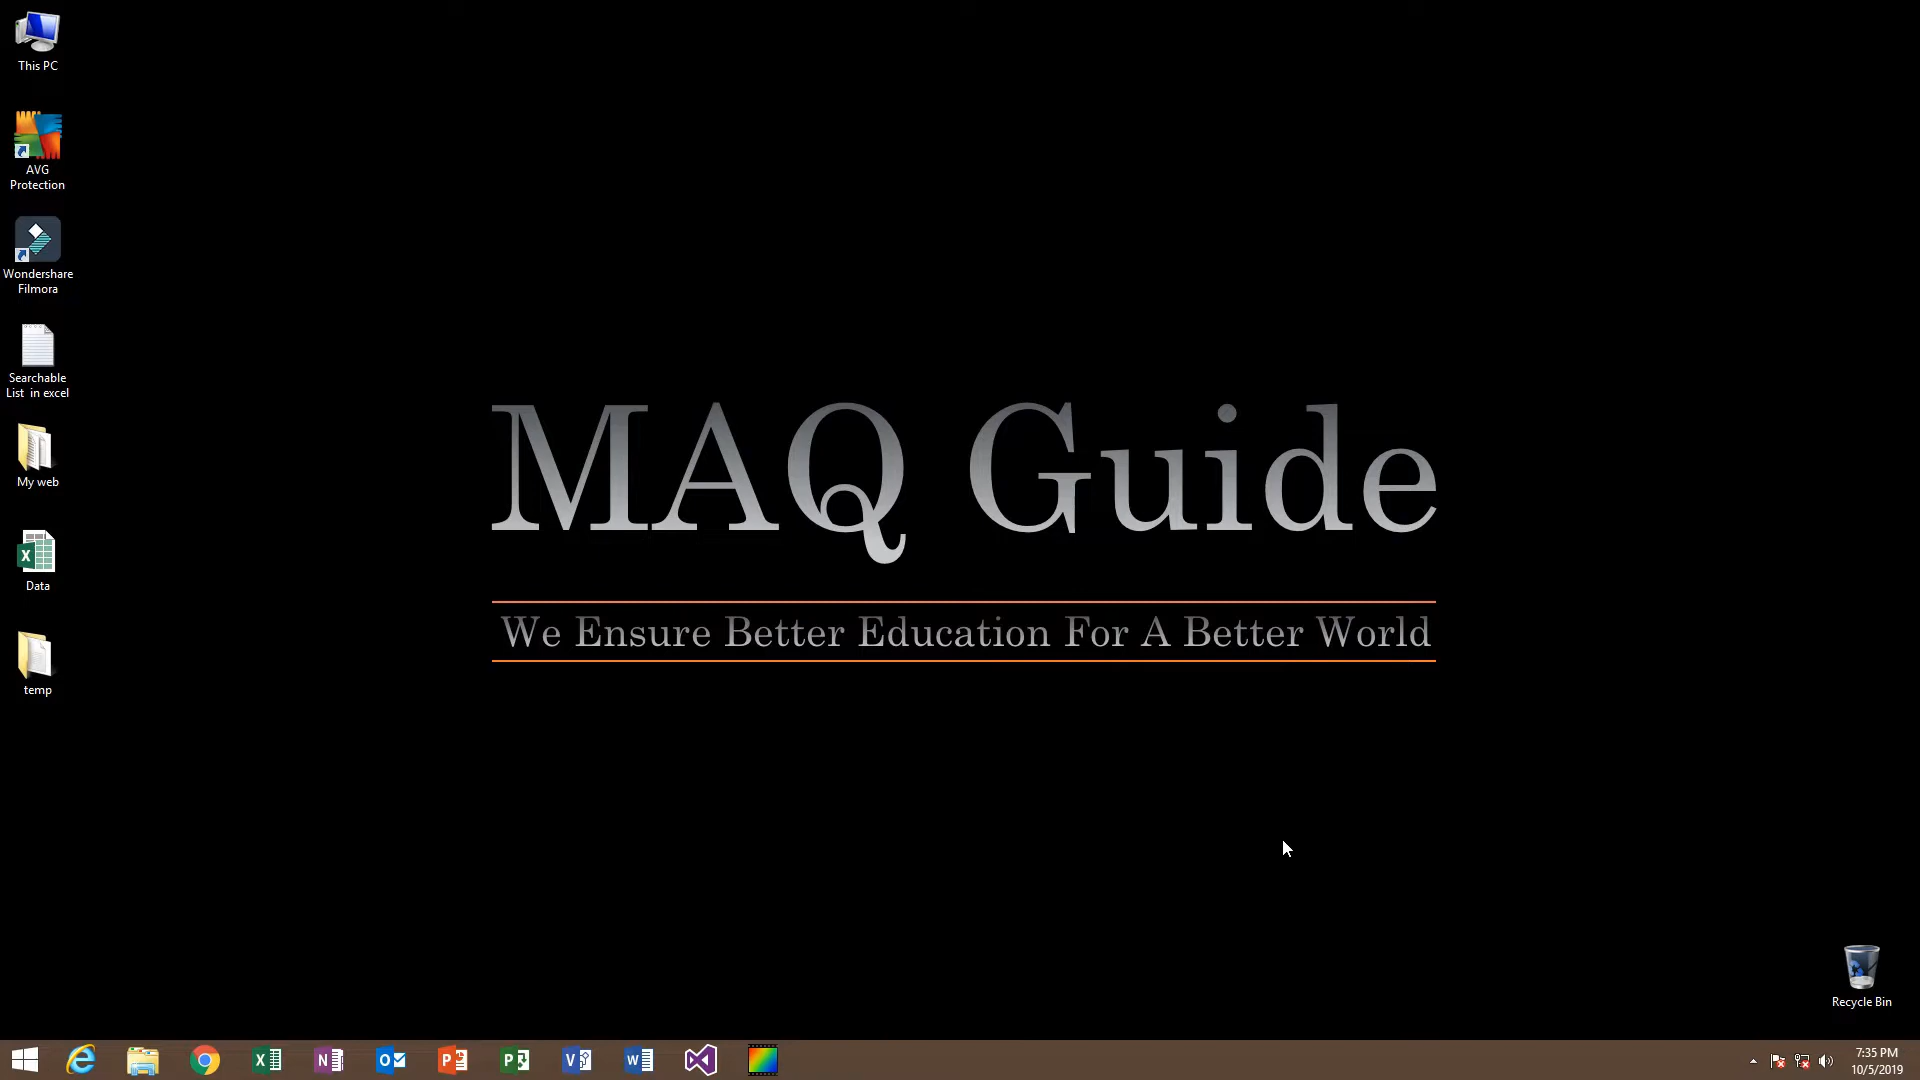 This PC
AVG
Protection
Wondershare
Filmora
Searchable
List in excel
My web
Data
temp
MAQ Guide
We Ensure Better Education For A Better World
Recycle Bin
7:35 PM
10/5/2019